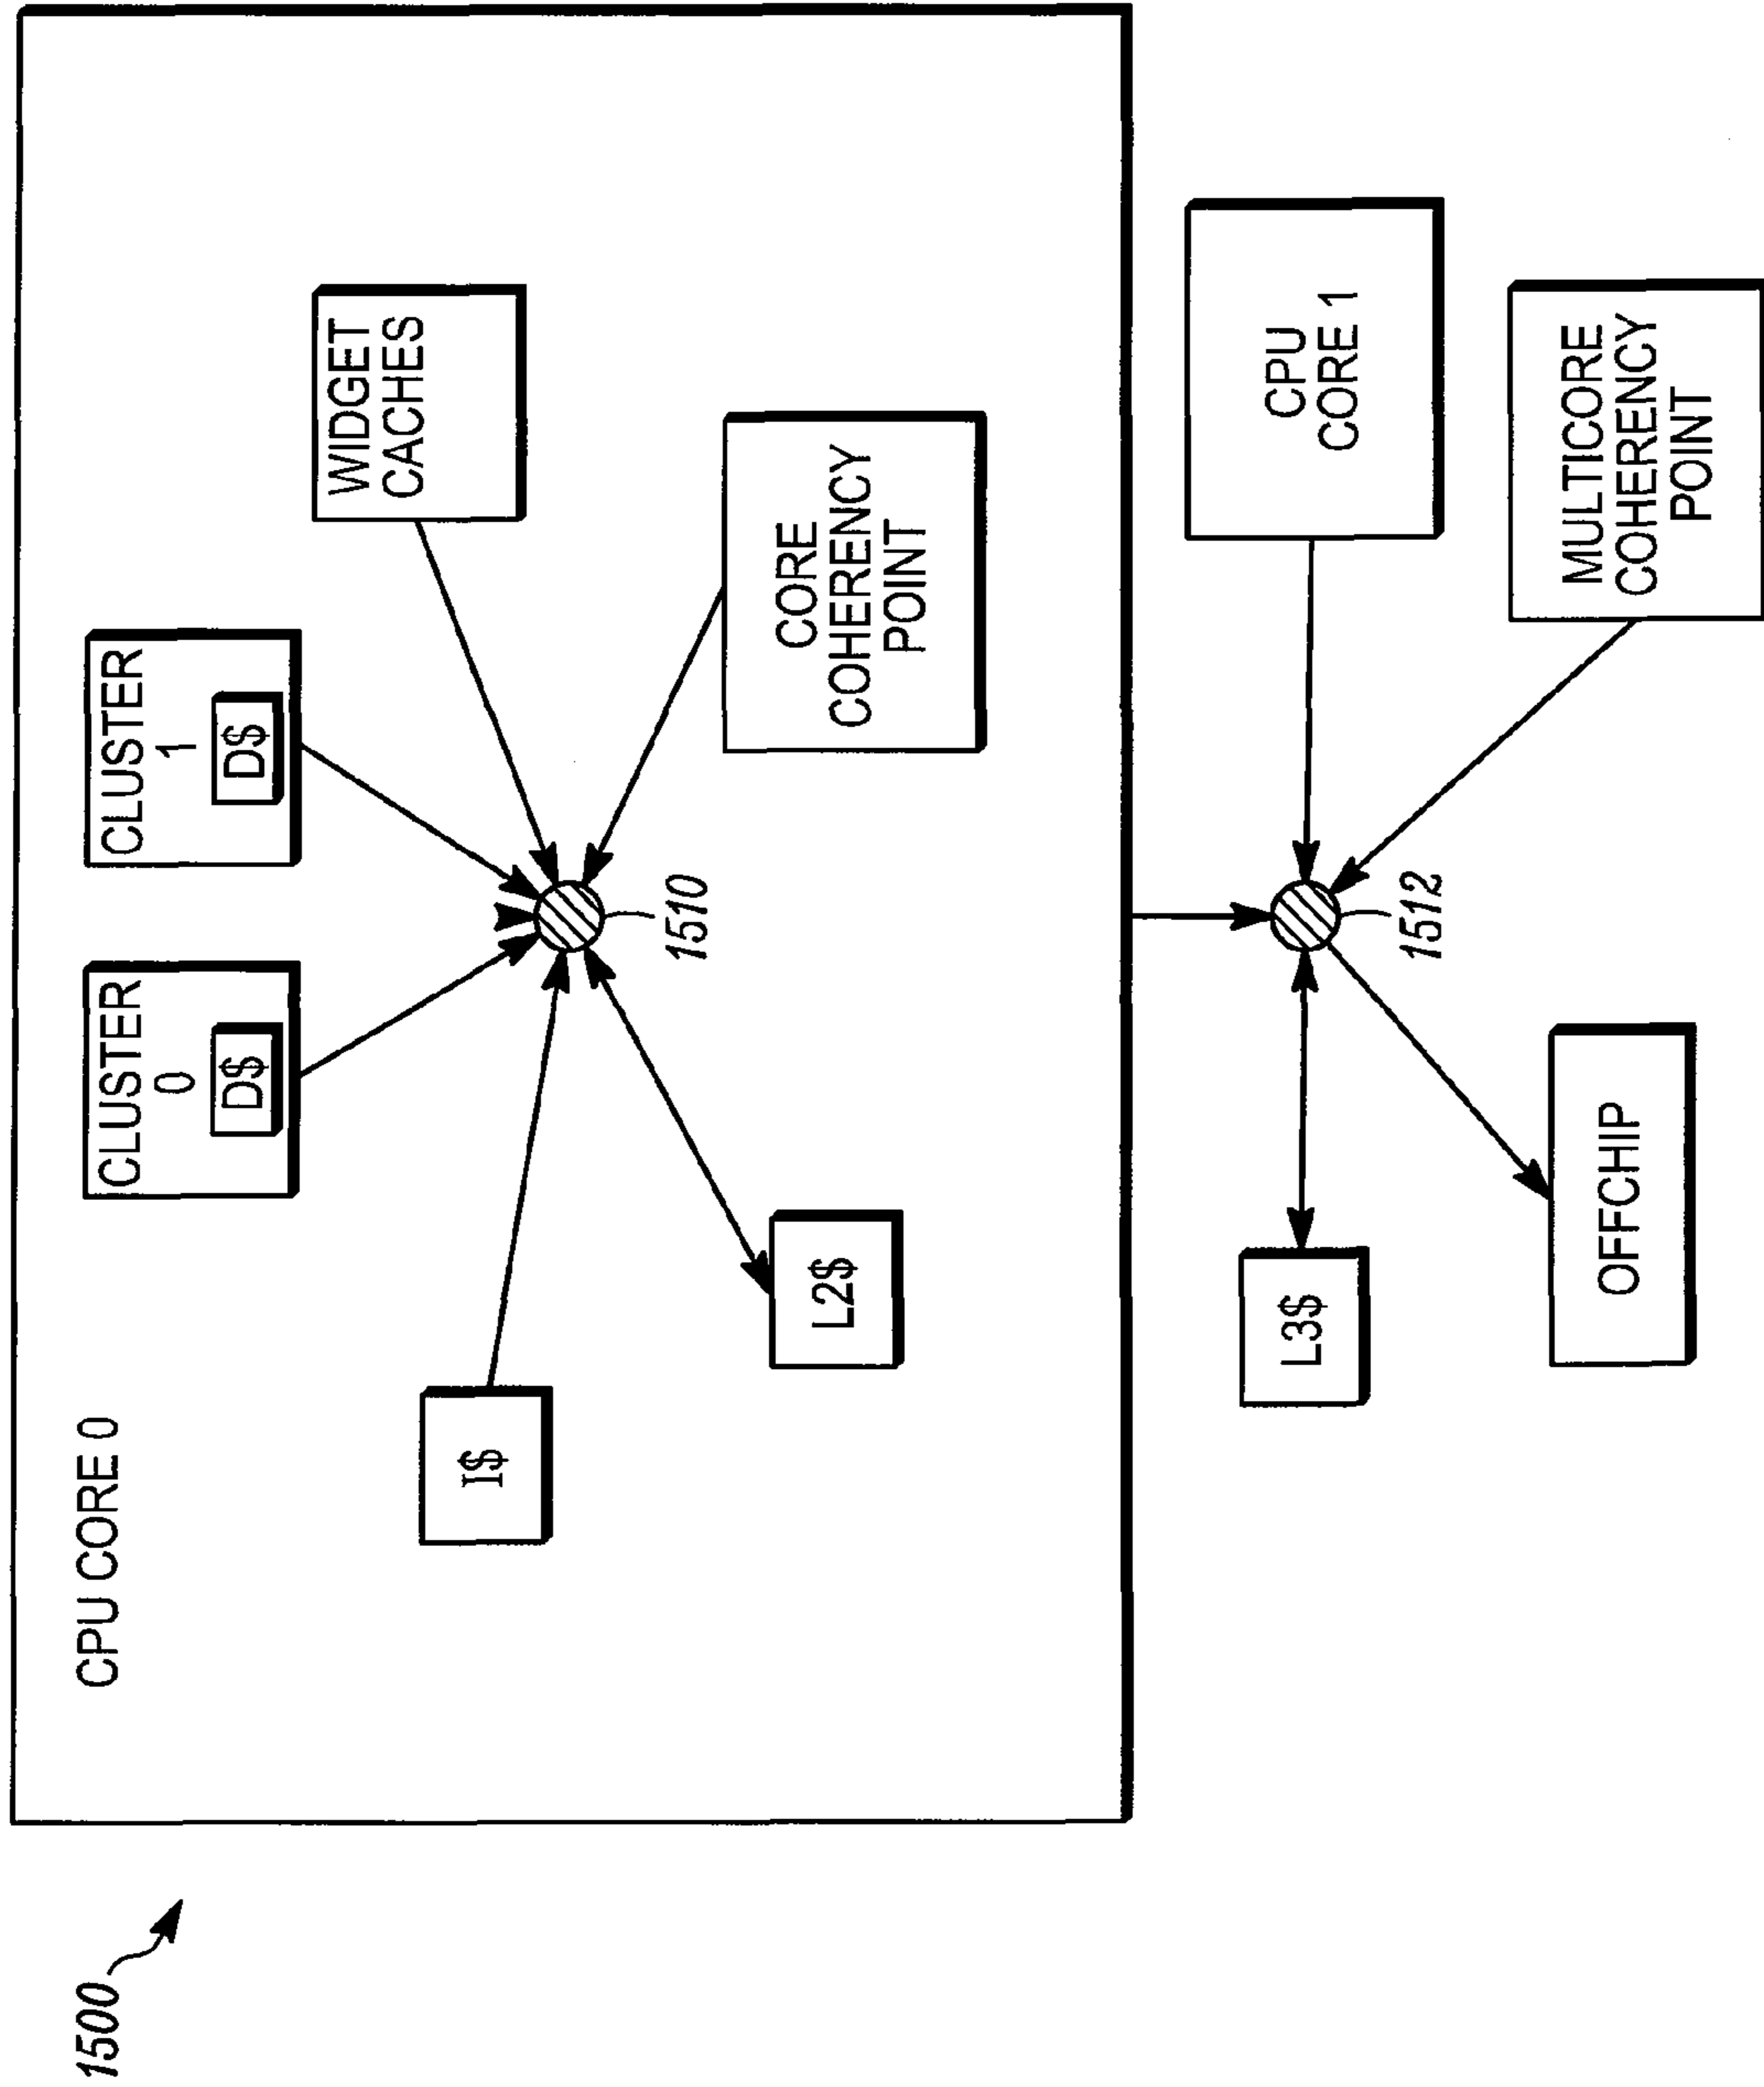 1500
CPU CORE 0
CLUSTER
0
D$
CLUSTER
1
D$
WIDGET
CACHES
I$
1510
L2$
CORE
COHERENCY
POINT
L3$
1512
CPU
CORE 1
OFFCHIP
MULTICORE
COHERENCY
POINT